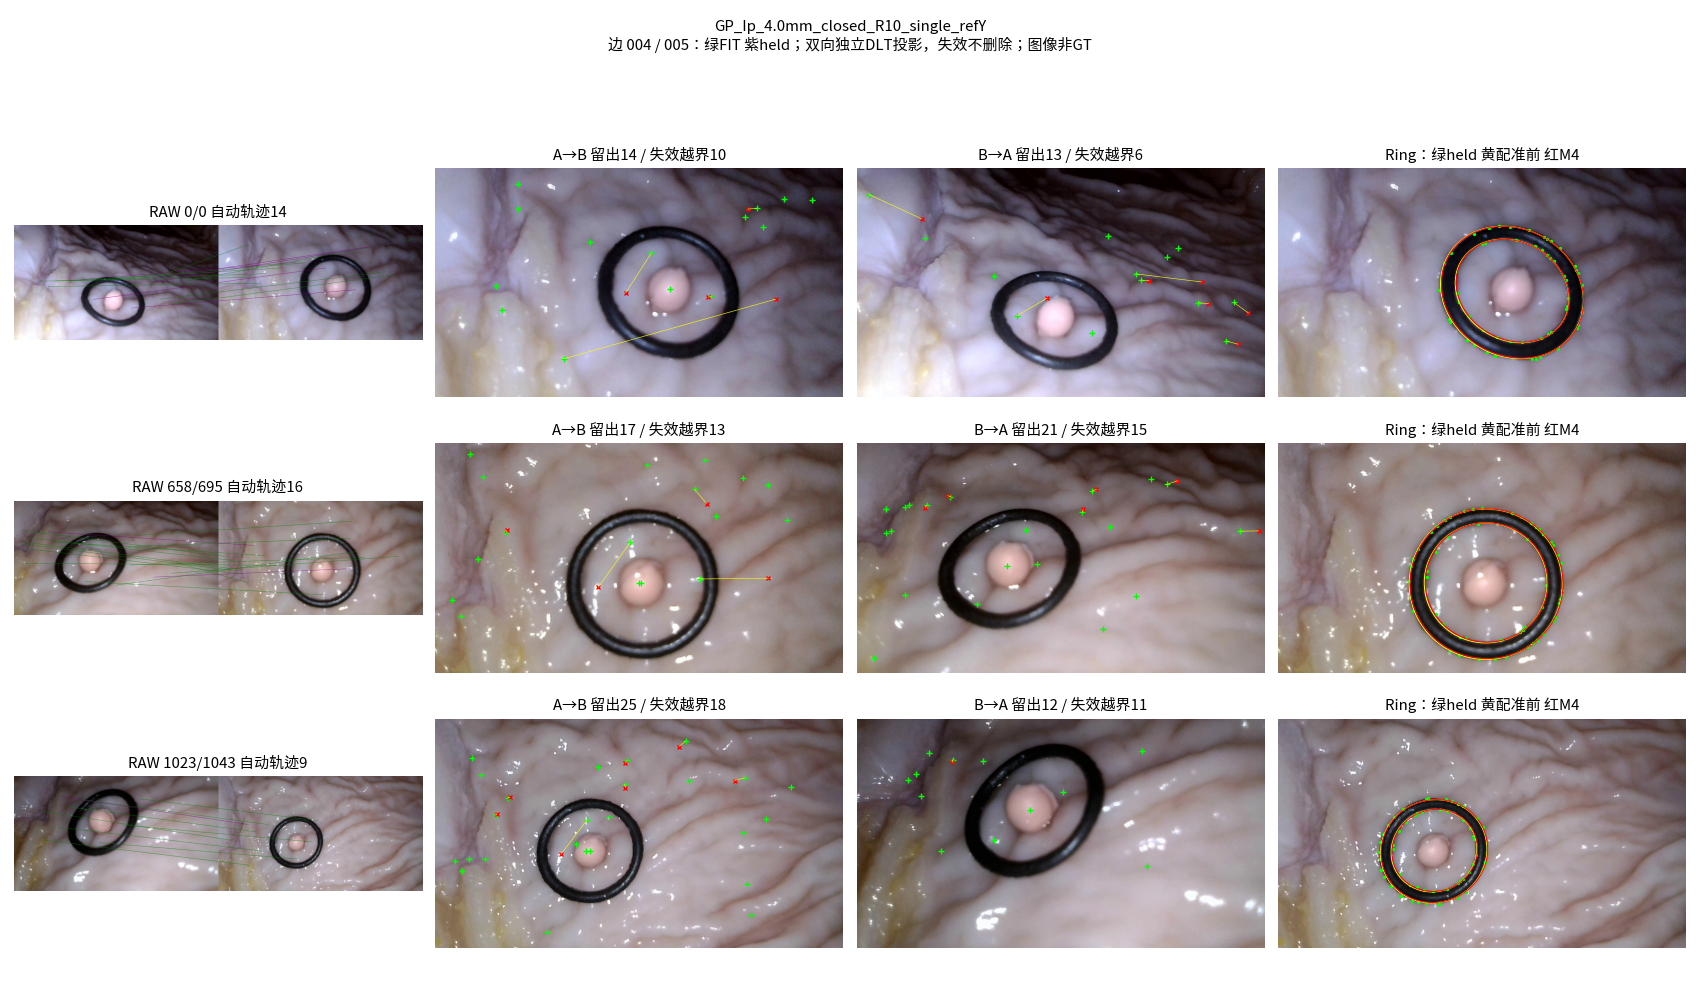 GP_Ip_4.0mm_closed_R10_single_refY
边 004 / 005：绿FIT 紫held；双向独立DLT投影，失效不删除；图像非GT
RAW 0/0 自动轨迹14
A→B 留出14 / 失效越界10
B→A 留出13 / 失效越界6
Ring：绿held 黄配准前 红M4
RAW 658/695 自动轨迹16
A→B 留出17 / 失效越界13
B→A 留出21 / 失效越界15
Ring：绿held 黄配准前 红M4
RAW 1023/1043 自动轨迹9
A→B 留出25 / 失效越界18
B→A 留出12 / 失效越界11
Ring：绿held 黄配准前 红M4